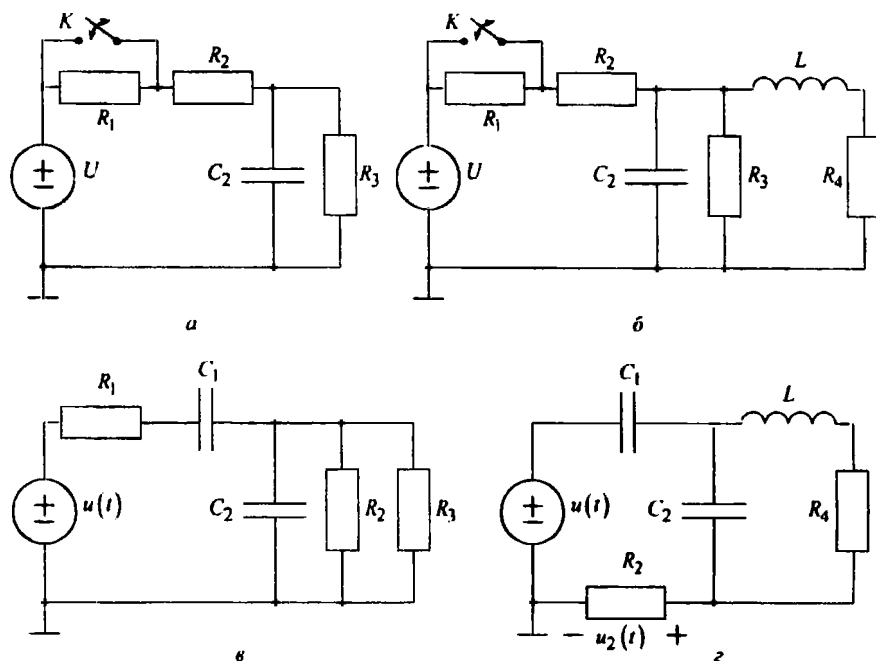 K
R₂
R₁
U
C₂
R₃
а
K
R₂
L
R₁
U
C₂
R₃
R₄
б
R₁
C₁
u(t)
C₂
R₂
R₃
в
C₁
L
u(t)
C₂
R₄
R₂
− u₂(t) +
г